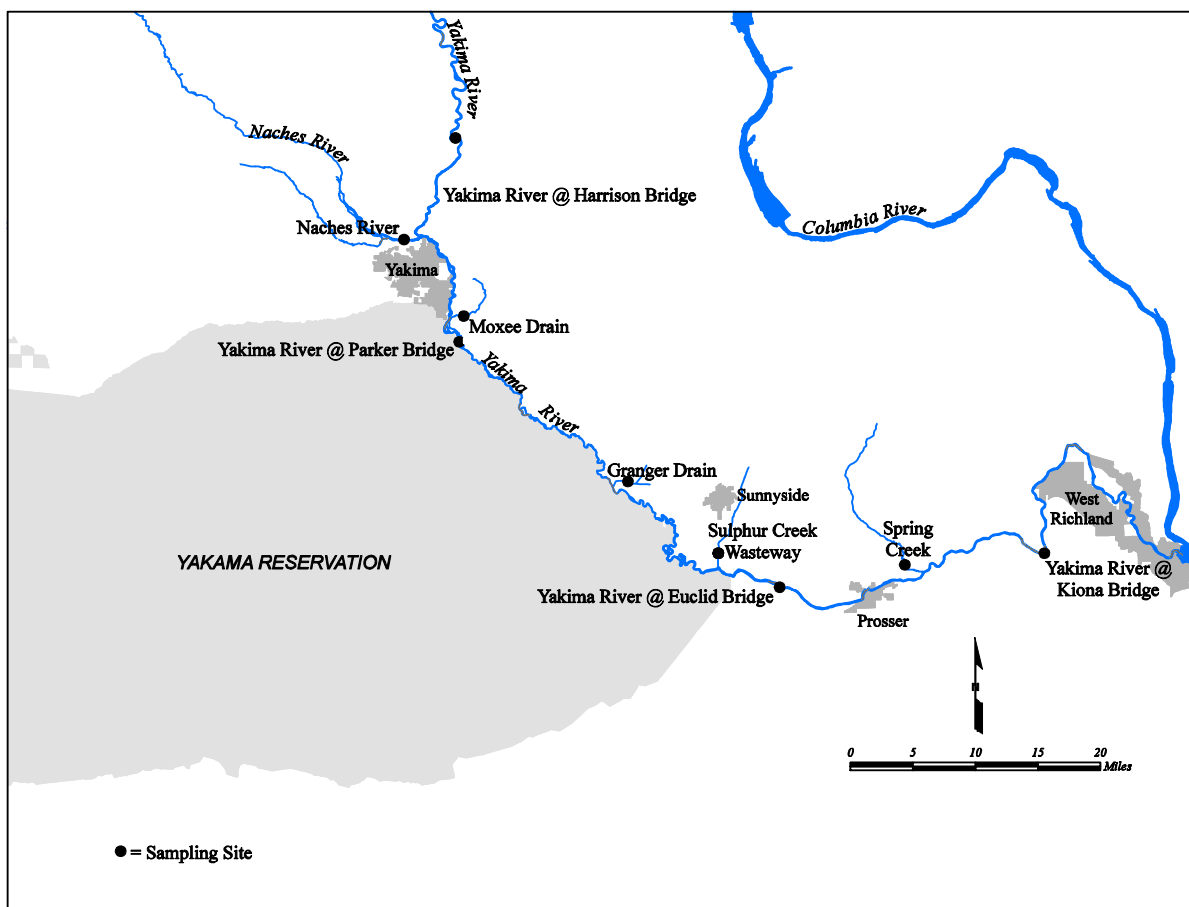 Yakima River
Naches River
Yakima River @ Harrison Bridge
Columbia River
Naches River
Yakima
Moxee Drain
Yakima River @ Parker Bridge
Yakima
River
Granger Drain
Sunnyside
West
Richland
Sulphur Creek
Wasteway
Spring
Creek
YAKAMA RESERVATION
Yakima River @
Kiona Bridge
Yakima River @ Euclid Bridge
Prosser
0 5 10 15 20
Miles
= Sampling Site